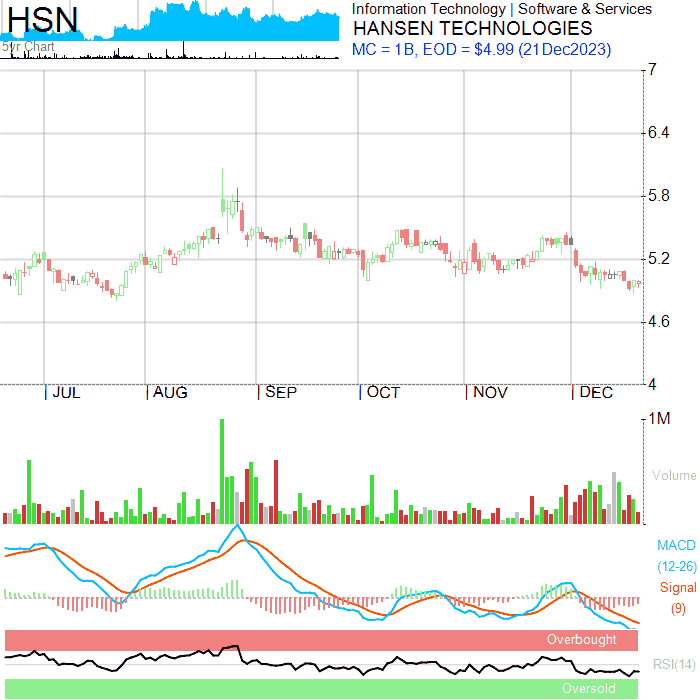 HSN
5yr Chart
Information Technology | Software & Services
HANSEN TECHNOLOGIES
MC = 1B, EOD = $4.99 (21Dec2023)
7
6.4
5.8
5.2
4.6
4
JUL AUG SEP OCT NOV DEC
1M
Volume
MACD
(12-26)
Signal
(9)
Overbought
RSI(14)
Oversold